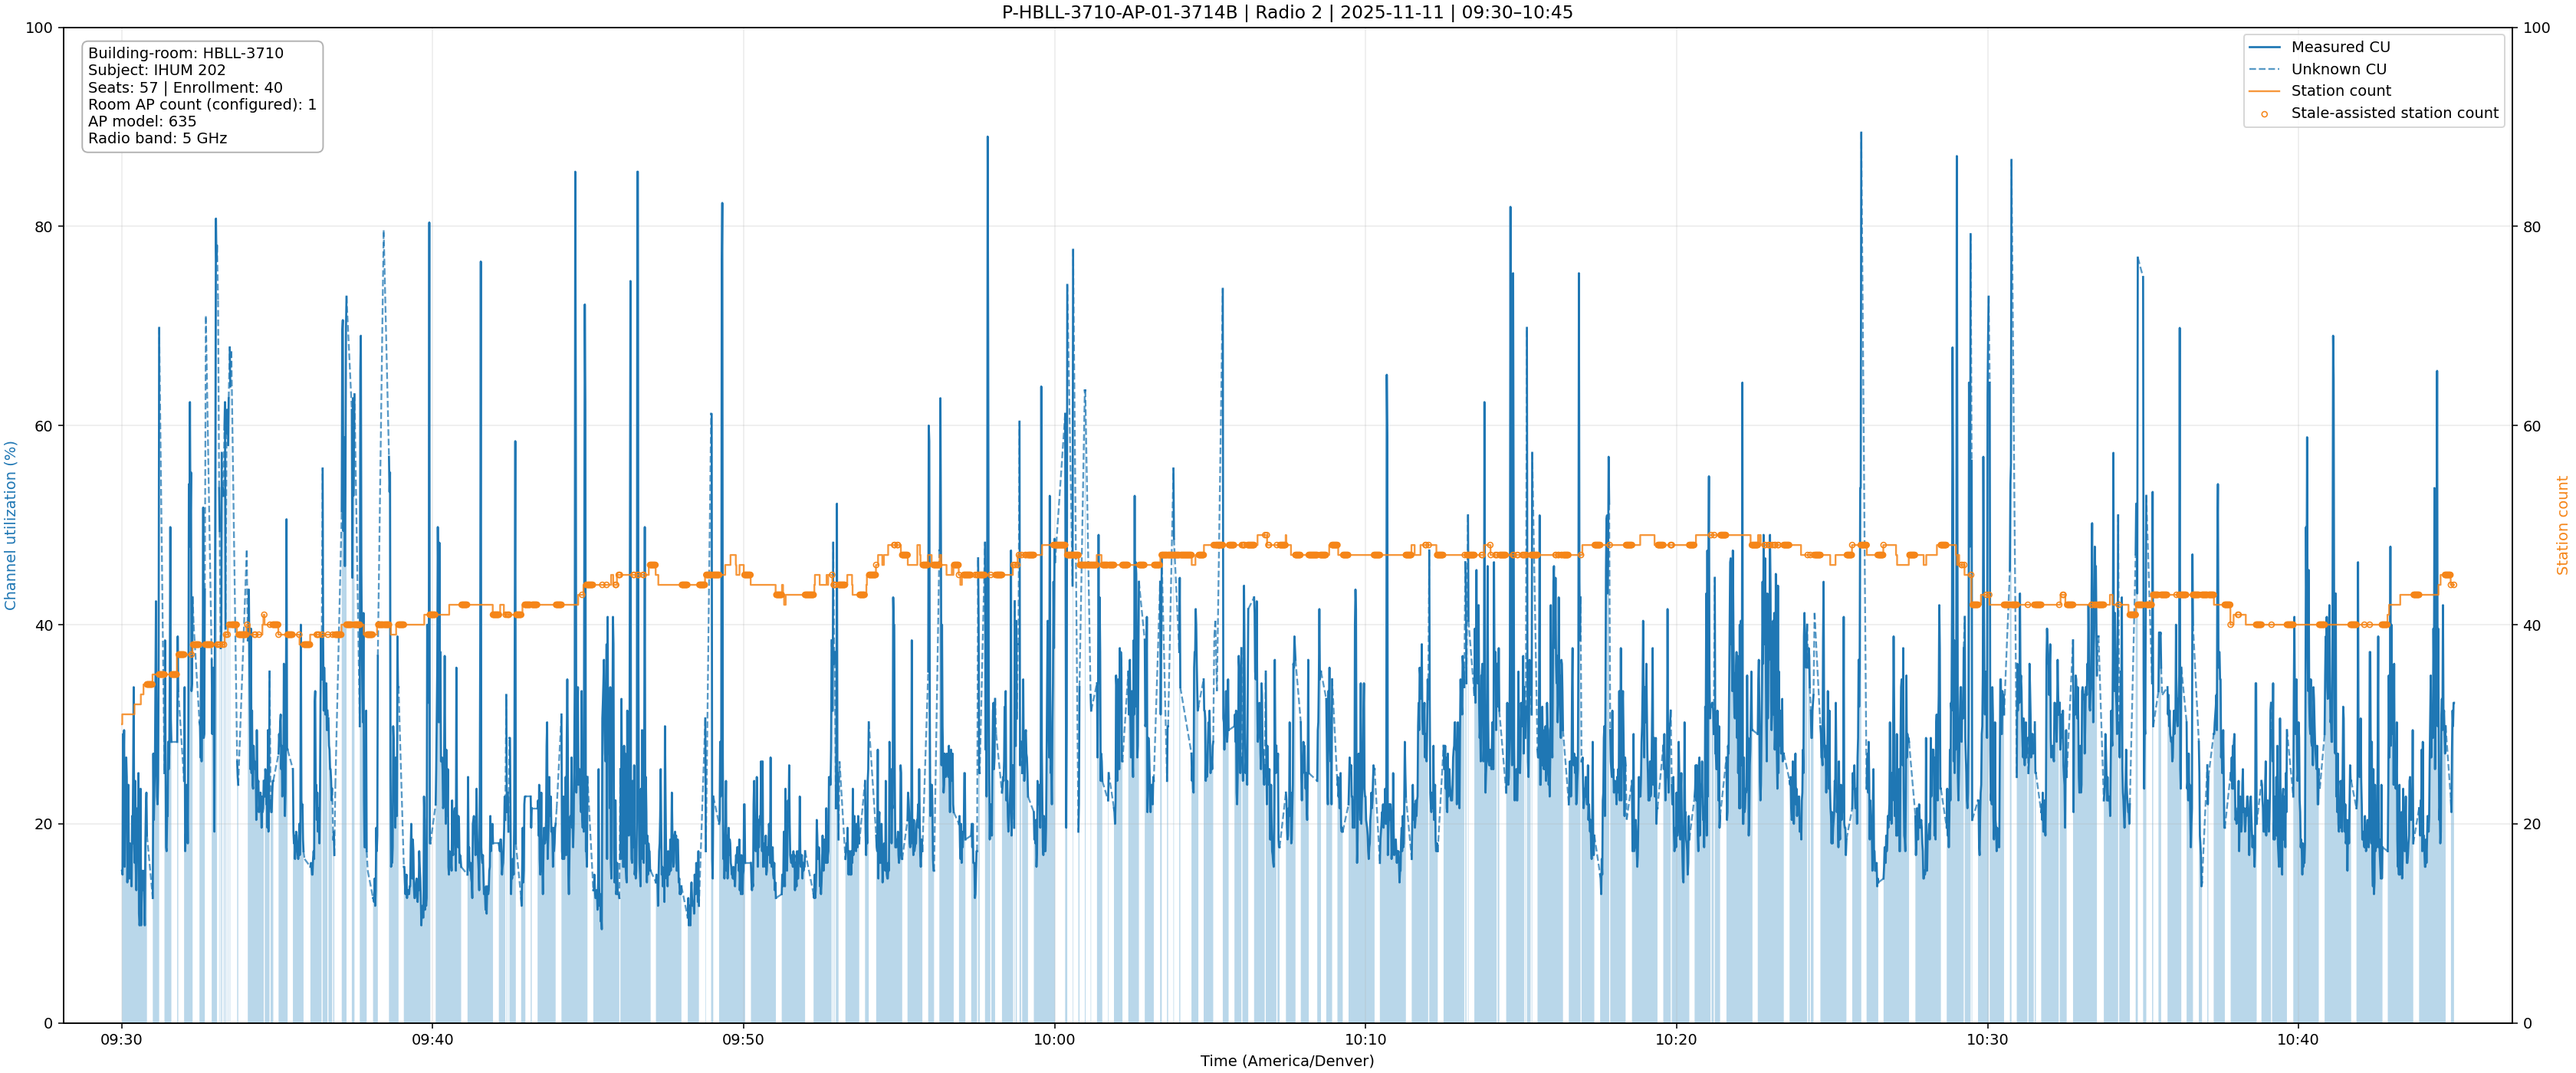 P-HBLL-3710-AP-01-3714B | Radio 2 | 2025-11-11 | 09:30–10:45
Building-room: HBLL-3710
Subject: IHUM 202
Seats: 57 | Enrollment: 40
Room AP count (configured): 1
AP model: 635
Radio band: 5 GHz
Measured CU
Unknown CU
Station count
Stale-assisted station count
Channel utilization (%)
100
80
60
40
20
0
100
80
60
40
20
0
Station count
09:30 09:40 09:50 10:00 10:10 10:20 10:30 10:40
Time (America/Denver)